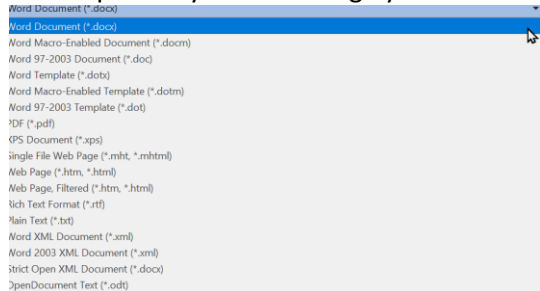 Word Document (*.docx)
Word Document (*.docx)
Word Macro-Enabled Document (*.docm)
Word 97-2003 Document (*.doc)
Word Template (*.dotx)
Word Macro-Enabled Template (*.dotm)
Word 97-2003 Template (*.dot)
PDF (*.pdf)
XPS Document (*.xps)
Single File Web Page (*.mht, *.mhtml)
Web Page (*.htm, *.html)
Web Page, Filtered (*.htm, *.html)
Rich Text Format (*.rtf)
Plain Text (*.txt)
Word XML Document (*.xml)
Word 2003 XML Document (*.xml)
Strict Open XML Document (*.docx)
OpenDocument Text (*.odt)